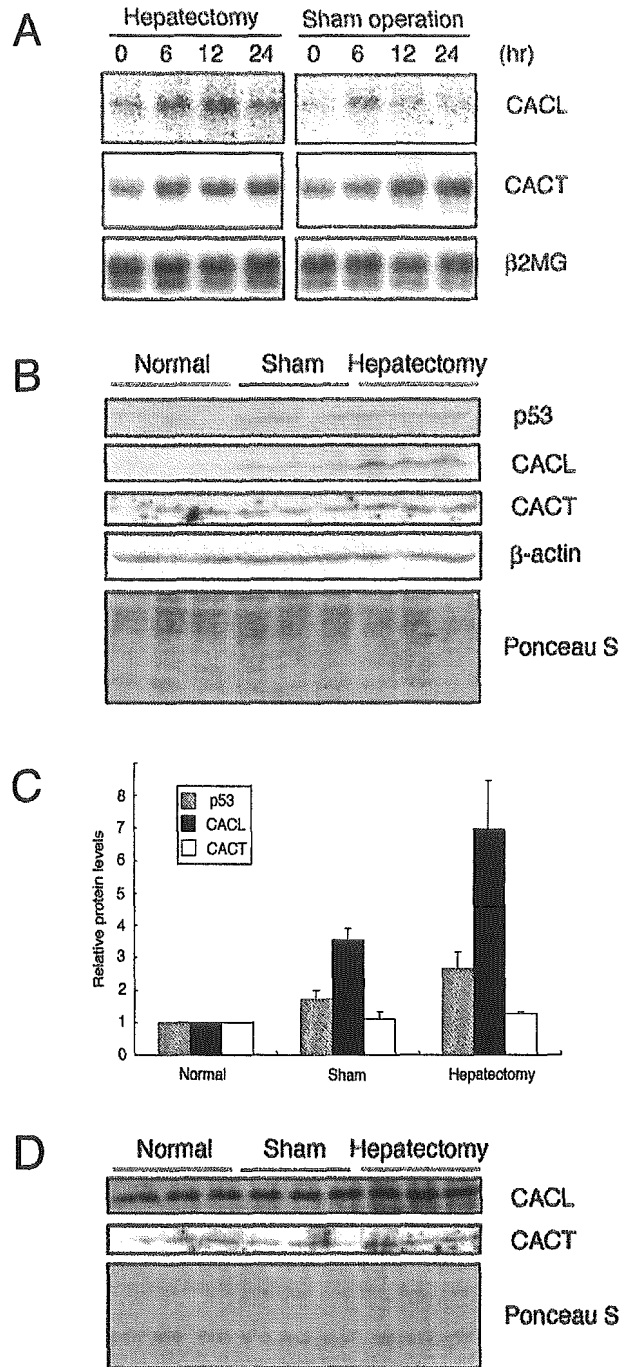 A
Hepatectomy Sham operation
0 6 12 24 0 6 12 24 (hr)
CACL
CACT
β2MG
B
Normal Sham Hepatectomy
p53
CACL
CACT
β-actin
Ponceau S
C
Relative protein levels
8
7
6
5
4
3
2
1
0
p53
CACL
CACT
Normal Sham Hepatectomy
D
Normal Sham Hepatectomy
CACL
CACT
Ponceau S